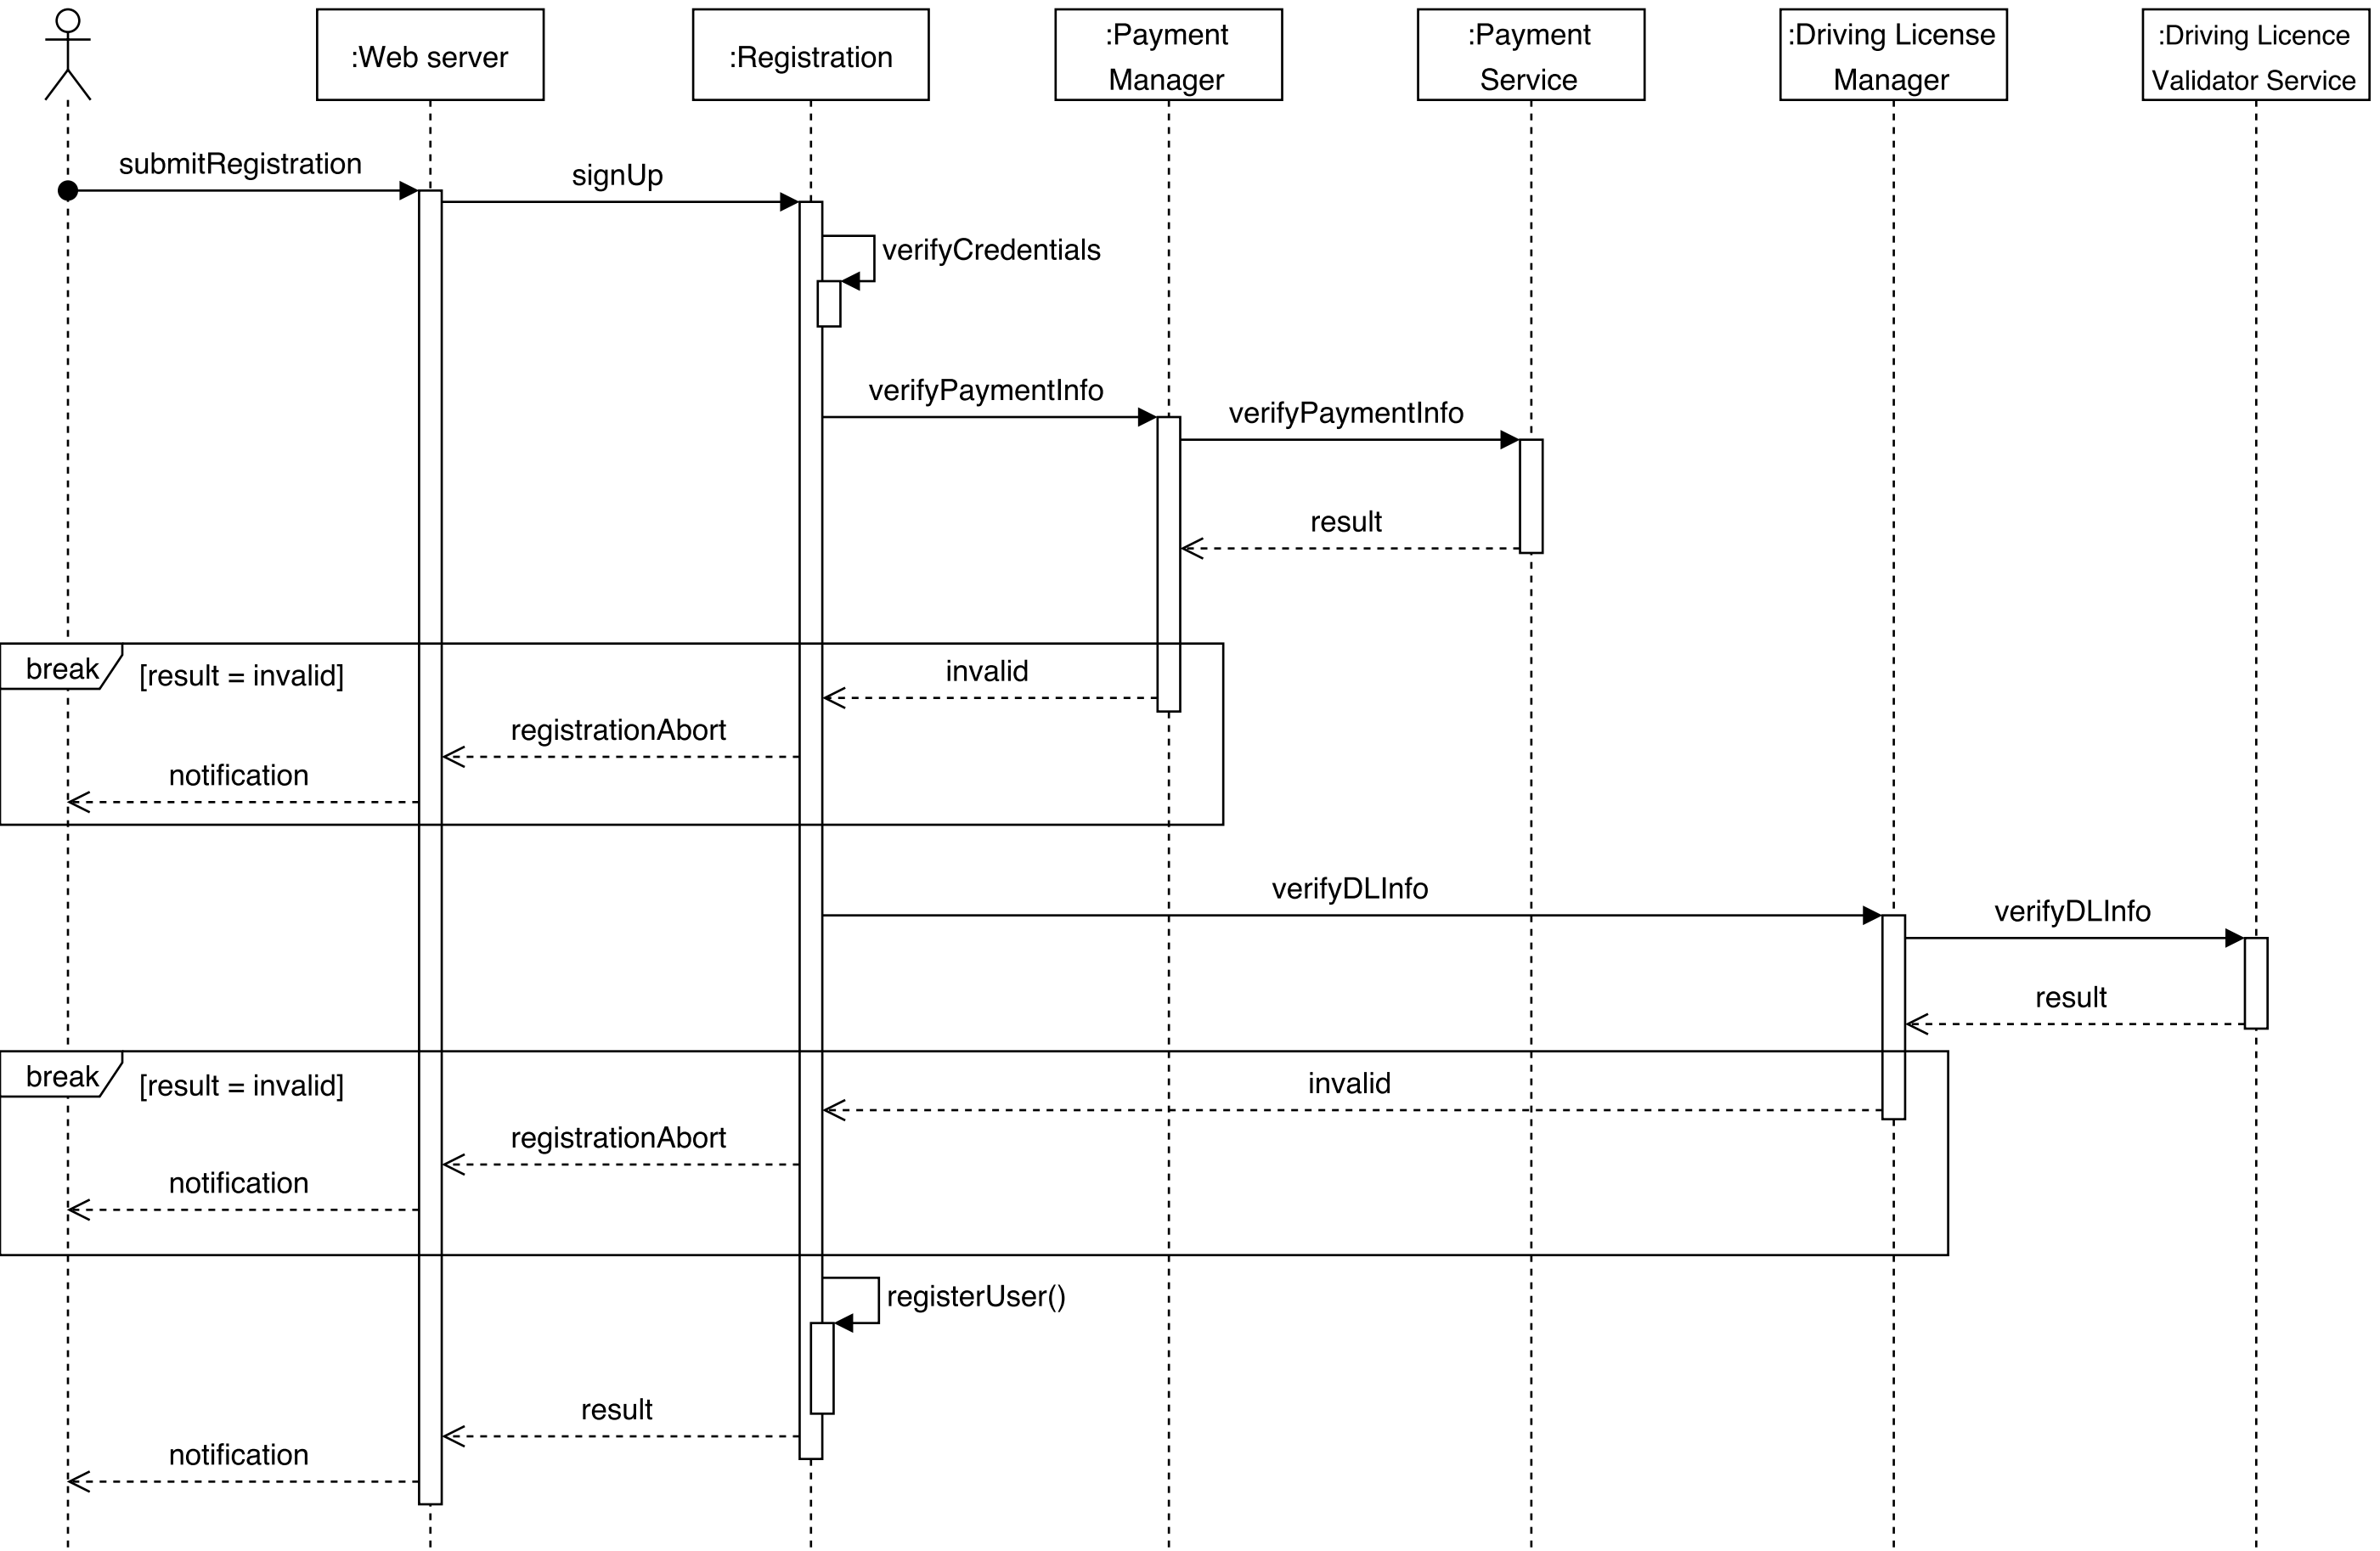 :Web server
:Registration
:Payment
Manager
:Payment
Service
:Driving License
Manager
:Driving Licence
Validator Service
submitRegistration
signUp
verifyCredentials
verifyPaymentInfo
verifyPaymentInfo
result
break
[result = invalid]
invalid
registrationAbort
notification
verifyDLInfo
verifyDLInfo
result
break
[result = invalid]
invalid
registrationAbort
notification
registerUser()
result
notification